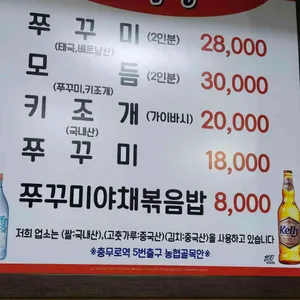 쭈 꾸 미 (2인분) 28,000
(태국,베트남산)
모 듬 (2인분) 30,000
(쭈꾸미,키조개)
키 조 개 (가이바시) 20,000
(국내산)
쭈 꾸 미 18,000
쭈꾸미야채볶음밥 8,000
저희 업소는 (쌀:국내산),(고춧가루:중국산)(김치:중국산)을 사용하고 있습니다
※충무로역 5번출구 농협골목안※
Kelly